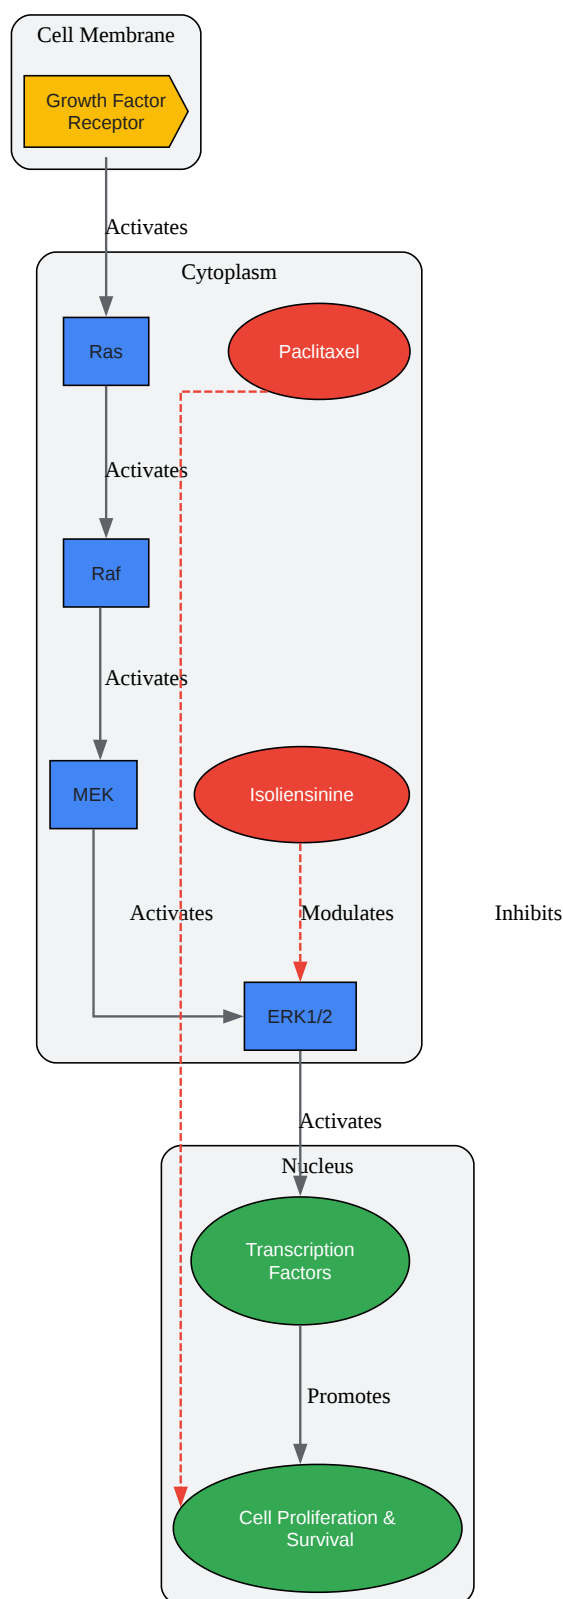 Cell Membrane
Growth Factor
Receptor
Activates
Cytoplasm
Ras
Paclitaxel
Activates
Raf
Activates
MEK
Isoliensinine
Activates
Modulates
Inhibits
ERK1/2
Activates
Nucleus
Transcription
Factors
Promotes
Cell Proliferation &
Survival